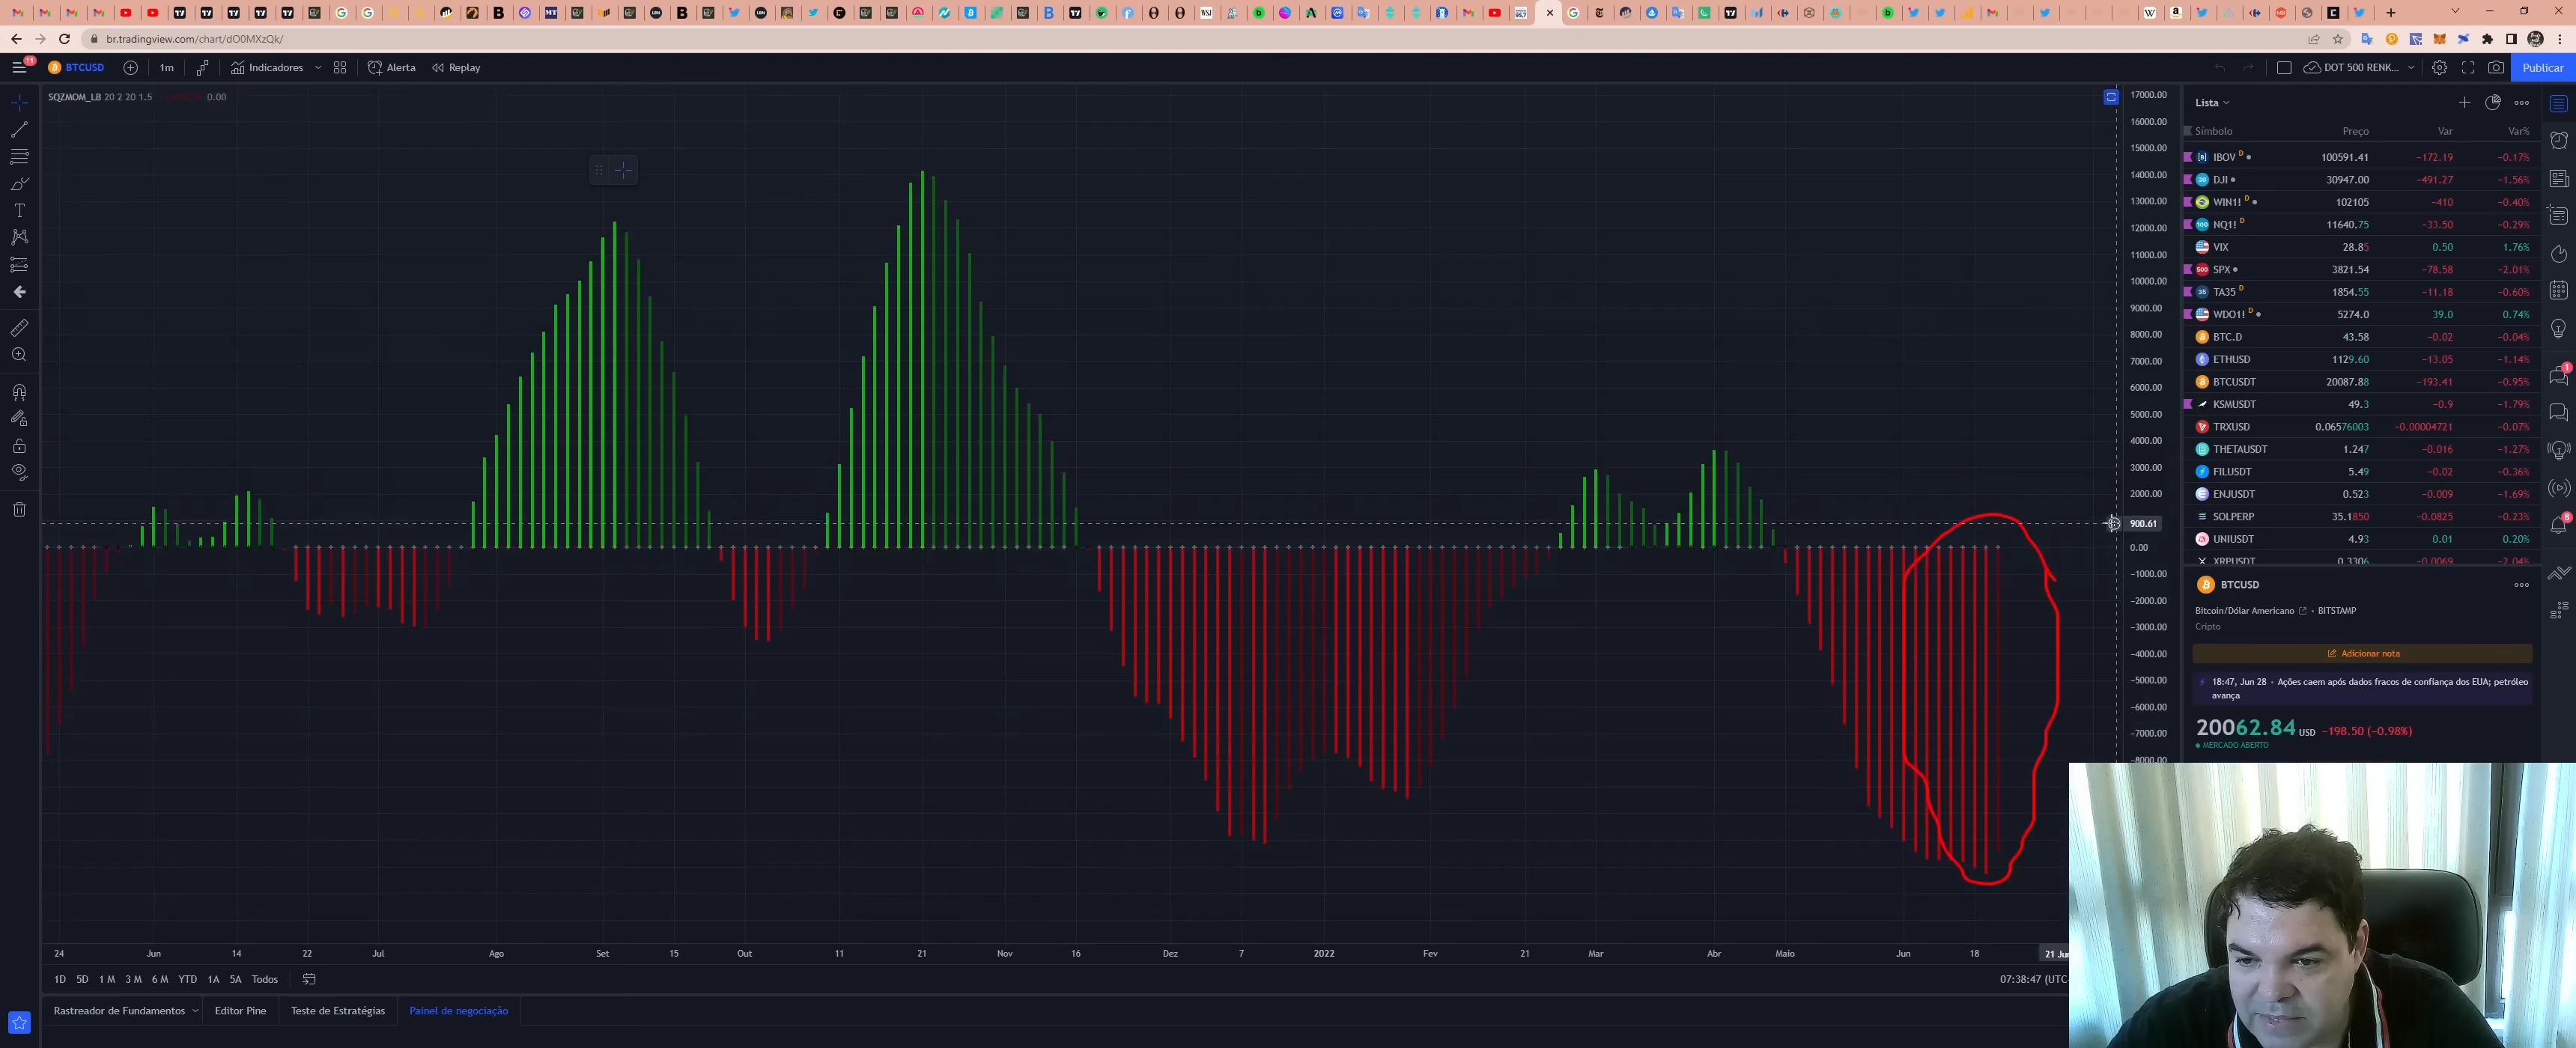 br.tradingview.com/chart/dO0MXzQk/
11 BTCUSD 1m Indicadores Alerta Replay DOT 500 RENK... Publicar
SQZMOM_LB 20 2 20 1.5 0.00
17000.00
16000.00
15000.00
14000.00
13000.00
12000.00
11000.00
10000.00
9000.00
8000.00
7000.00
6000.00
5000.00
4000.00
3000.00
2000.00
900.61
0.00
−1000.00
−2000.00
−3000.00
−4000.00
−5000.00
−6000.00
−7000.00
−8000.00
24 Jun 14 22 Jul Ago Set 15 Out 11 21 Nov 16 Dez 7 2022 Fev 21 Mar Abr Maio Jun 18 21 Jun
1D 5D 1 M 3 M 6 M YTD 1A 5A Todos 07:38:47 (UTC-
Rastreador de Fundamentos Editor Pine Teste de Estratégias Painel de negociação
Lista
Símbolo Preço Var Var%
IBOV D 100591.41 −172.19 −0.17%
DJI 30947.00 −491.27 −1.56%
WIN1! D 102105 −410 −0.40%
NQ1! D 11640.75 −33.50 −0.29%
VIX 28.85 0.50 1.76%
SPX 3821.54 −78.58 −2.01%
TA35 D 1854.55 −11.18 −0.60%
WDO1! D 5274.0 39.0 0.74%
BTC.D 43.58 −0.02 −0.04%
ETHUSD 1129.60 −13.05 −1.14%
BTCUSDT 20087.88 −193.41 −0.95%
KSMUSDT 49.3 −0.9 −1.79%
TRXUSD 0.06576003 −0.00004721 −0.07%
THETAUSDT 1.247 −0.016 −1.27%
FILUSDT 5.49 −0.02 −0.36%
ENJUSDT 0.523 −0.009 −1.69%
SOLPERP 35.1850 −0.0825 −0.23%
UNIUSDT 4.93 0.01 0.20%
XRPUSDT 0.3306 −0.0069 −2.04%
BTCUSD
Bitcoin/Dólar Americano • BITSTAMP
Cripto
Adicionar nota
18:47, Jun 28 • Ações caem após dados fracos de confiança dos EUA; petróleo
avança
20062.84 USD −198.50 (−0.98%)
MERCADO ABERTO